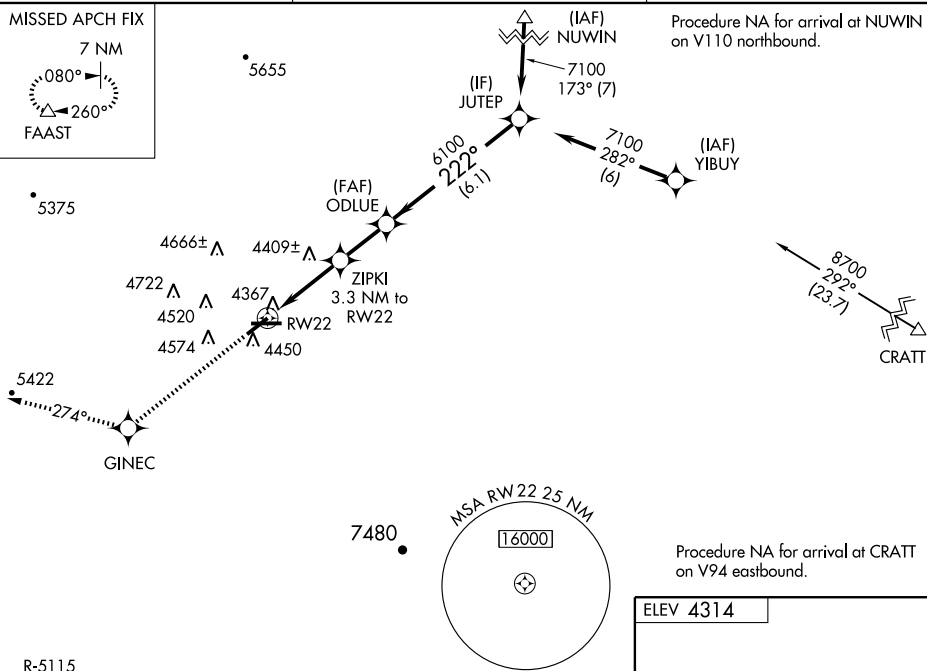 MISSED APCH FIX
7 NM
080°
260°
FAAST
5655
(IAF)
NUWIN
Procedure NA for arrival at NUWIN
on V110 northbound.
7100
173° (7)
(IF)
JUTEP
6100
222°
(6.1)
7100
282°
(6)
(IAF)
YIBUY
(FAF)
ODLUE
5375
4666±
4409±
ZIPKI
3.3 NM to
RW22
4722
4520
4367
RW22
4574
4450
8700
292°
(23.7)
CRATT
5422
274°
GINEC
MSA RW22 25 NM
16000
7480
Procedure NA for arrival at CRATT
on V94 eastbound.
ELEV 4314
R-5115